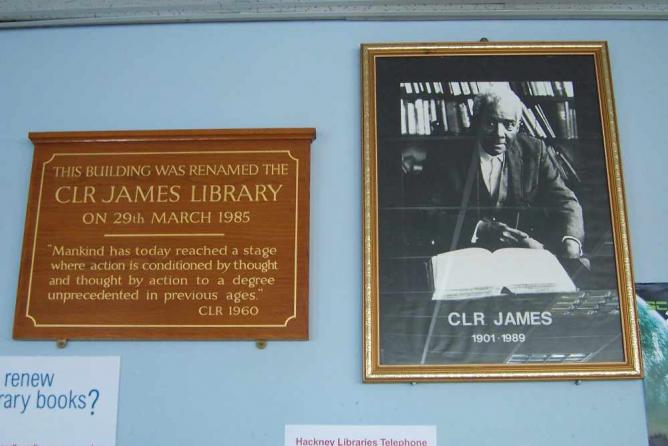 THIS BUILDING WAS RENAMED THE
CLR JAMES LIBRARY
ON 29th MARCH 1985
"Mankind has today reached a stage
where action is conditioned by thought
and thought by action to a degree
unprecedented in previous ages."
CLR 1960
CLR JAMES
1901-1989
renew
rary books?
Hackney Libraries Telephone